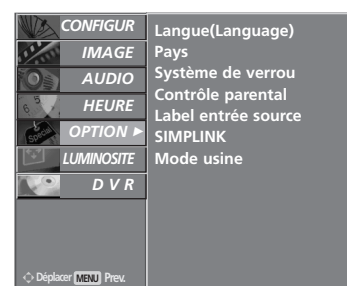 CONFIGUR
IMAGE
AUDIO
HEURE
OPTION
LUMINOSITE
D V R
Langue(Language)
Pays
Système de verrou
Contrôle parental
Label entrée source
SIMPLINK
Mode usine
Déplacer MENU Prev.